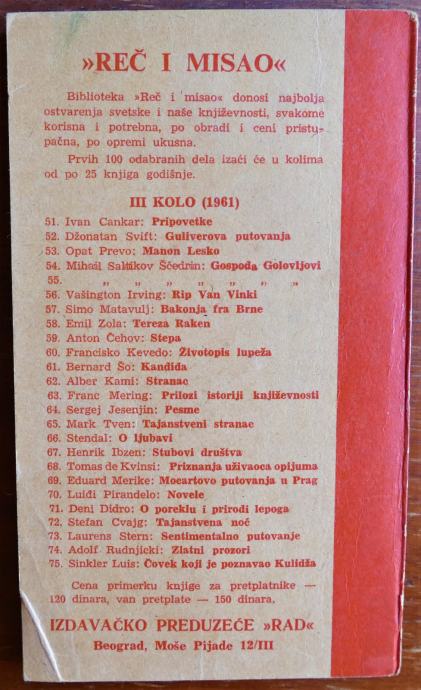 »REČ I MISAO«
Biblioteka »Reč i misao« donosi najbolja
ostvarenja svetske i naše književnosti, svakome
korisna i potrebna, po obradi i ceni pristu-
pačna, po opremi ukusna.
Prvih 100 odabranih dela izaći će u kolima
od po 25 knjiga godišnje.
III KOLO (1961)
51. Ivan Cankar: Pripovetke
52. Džonatan Svift: Guliverova putovanja
53. Opat Prevo: Manon Lesko
54. Mihail Saltikov Ščedrin: Gospoda Golovljovi
55. " " " " " " "
56. Vašington Irving: Rip Van Vinkl
57. Simo Matavulj: Bakonja fra Brne
58. Emil Zola: Tereza Raken
59. Anton Čehov: Stepa
60. Francisko Kevedo: Životopis lupeža
61. Bernard Šo: Kandida
62. Alber Kami: Stranac
63. Franc Mering: Prilozi istoriji književnosti
64. Sergej Jesenjin: Pesme
65. Mark Tven: Tajanstveni stranac
66. Stendal: O ljubavi
67. Henrik Ibzen: Stubovi društva
68. Tomas de Kvinsi: Priznanja uživaoca opijuma
69. Eduard Merike: Mocartovo putovanja u Prag
70. Luiđi Pirandelo: Novele
71. Deni Didro: O poreklu i prirodi lepoga
72. Stefan Cvajg: Tajanstvena noć
73. Laurens Stern: Sentimentalno putovanje
74. Adolf Rudnjicki: Zlatni prozori
75. Sinkler Luis: Čovek koji je poznavao Kulidža
Cena primerku knjige za pretplatnike —
120 dinara, van pretplate — 150 dinara.
IZDAVAČKO PREDUZEĆE »RAD«
Beograd, Moše Pijade 12/III